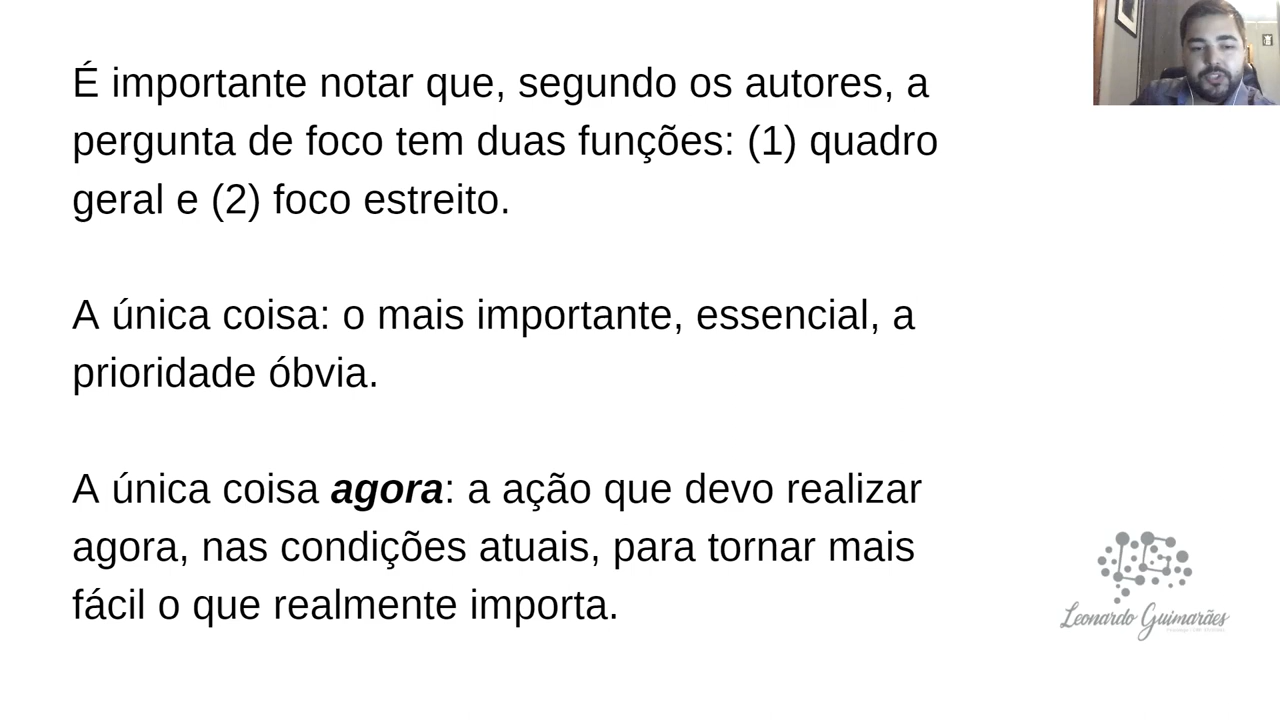 É importante notar que, segundo os autores, a
pergunta de foco tem duas funções: (1) quadro
geral e (2) foco estreito.
A única coisa: o mais importante, essencial, a
prioridade óbvia.
A única coisa agora: a ação que devo realizar
agora, nas condições atuais, para tornar mais
fácil o que realmente importa.
Leonardo Guimarães